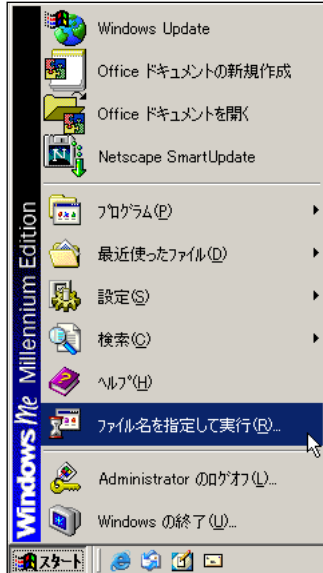 Windows Update
Office ドキュメントの新規作成
Office ドキュメントを開く
Netscape SmartUpdate
プログラム(P)
最近使ったファイル(D)
設定(S)
検索(C)
ヘルプ(H)
ファイル名を指定して実行(R)...
Administrator のログオフ(L)...
Windows の終了(U)...
Windows Me Millennium Edition
スタート